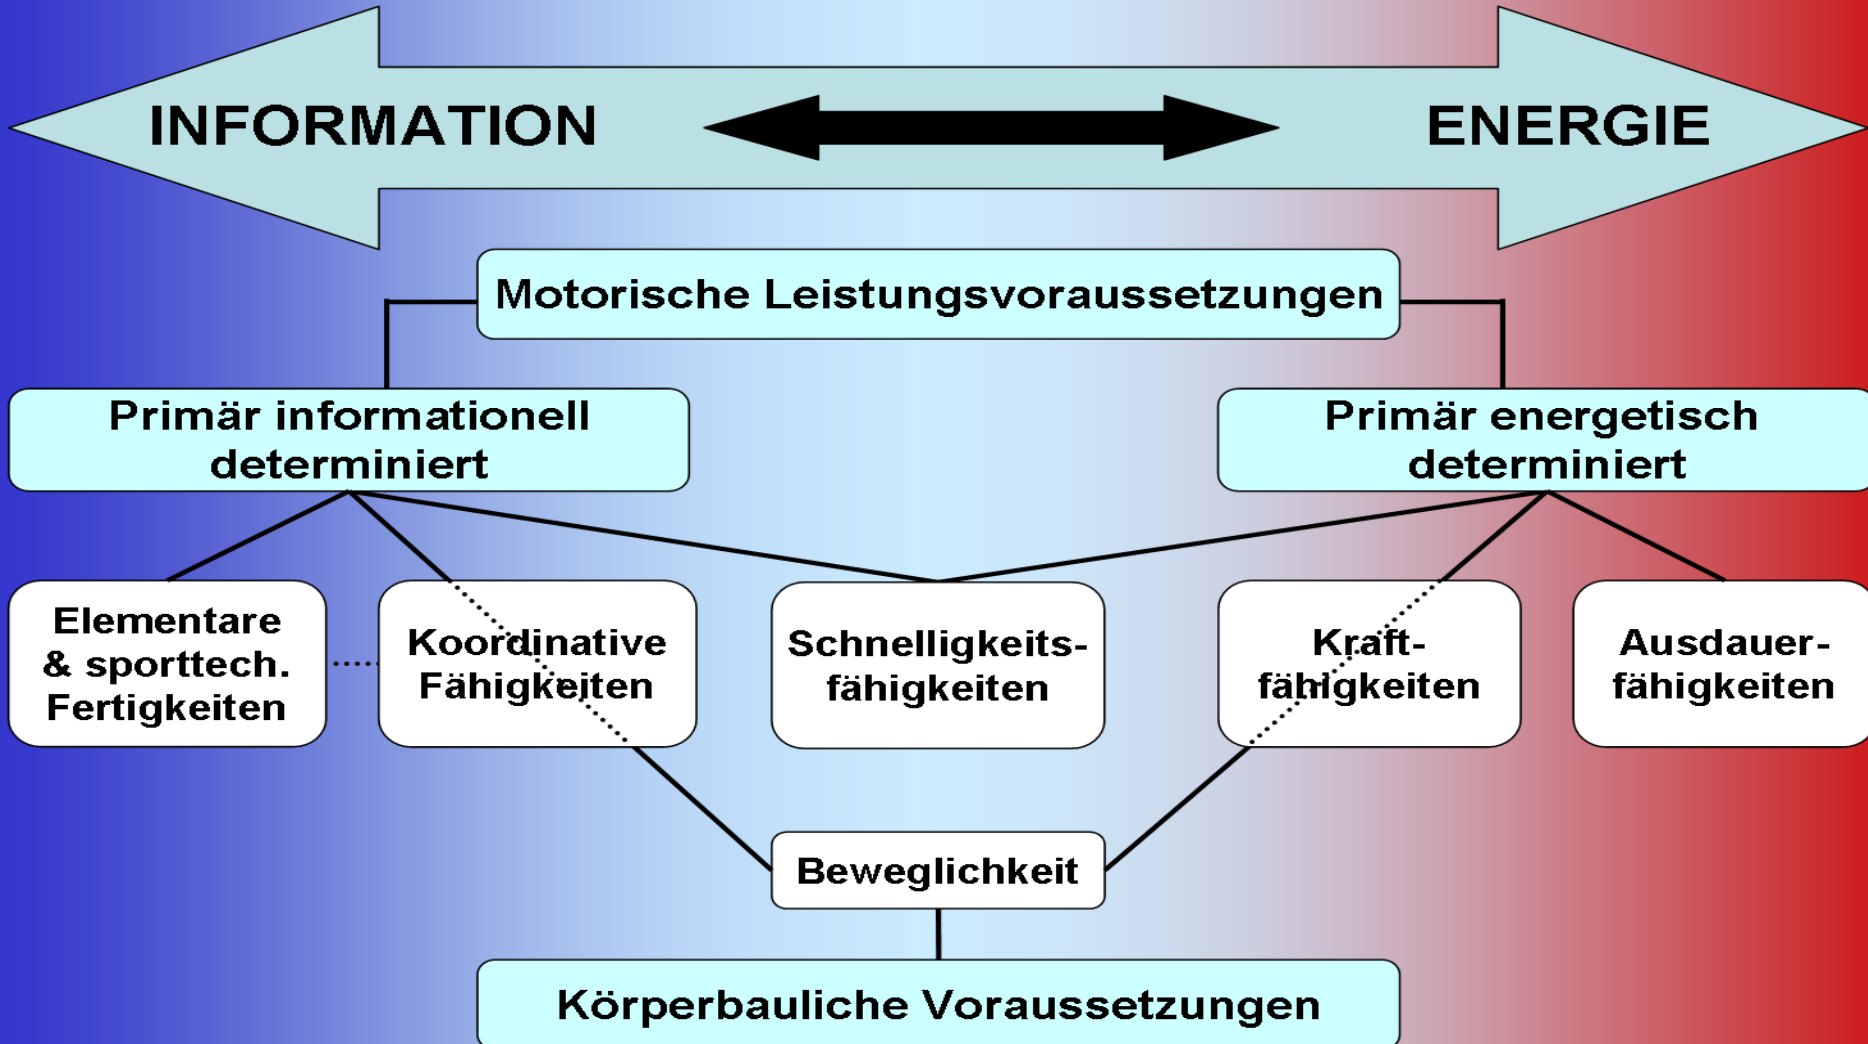 INFORMATION
ENERGIE
Motorische Leistungsvoraussetzungen
Primär informationell
determiniert
Primär energetisch
determiniert
Elementare
& sporttech.
Fertigkeiten
Koordinative
Fähigkeiten
Schnelligkeits-
fähigkeiten
Kraft-
fähigkeiten
Ausdauer-
fähigkeiten
Beweglichkeit
Körperbauliche Voraussetzungen